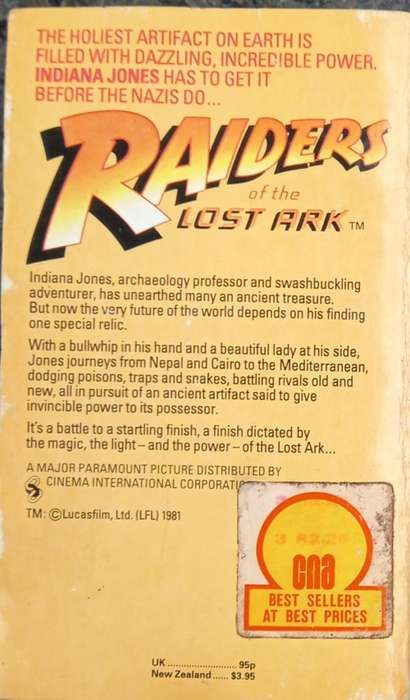 THE HOLIEST ARTIFACT ON EARTH IS
FILLED WITH DAZZLING, INCREDIBLE POWER.
INDIANA JONES HAS TO GET IT
BEFORE THE NAZIS DO...
RAIDERS
of the
LOST ARK ™
Indiana Jones, archaeology professor and swashbuckling
adventurer, has unearthed many an ancient treasure.
But now the very future of the world depends on his finding
one special relic.
With a bullwhip in his hand and a beautiful lady at his side,
Jones journeys from Nepal and Cairo to the Mediterranean,
dodging poisons, traps and snakes, battling rivals old and
new, all in pursuit of an ancient artifact said to give
invincible power to its possessor.
It's a battle to a startling finish, a finish dictated by
the magic, the light – and the power – of the Lost Ark...
A MAJOR PARAMOUNT PICTURE DISTRIBUTED BY
CINEMA INTERNATIONAL
TM: ©Lucasfilm, Ltd. (LFL) 1981
cna
BEST SELLERS
AT BEST PRICES
UK.......................... 95p
New Zealand...... $3.95